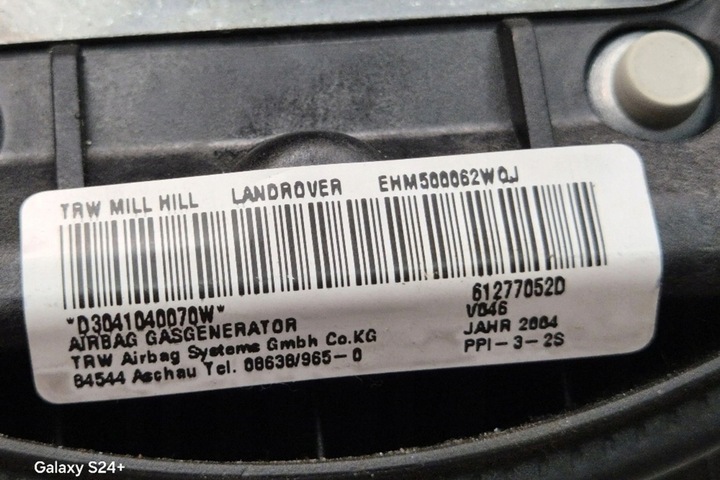 TRW MILL HILL LANDROVER EHM500062WQJ
*D3041040070W* 61277052D
AIRBAG GASGENERATOR V046
TRW Airbag Systems Gmbh Co.KG JAHR 2004
84544 Aschau Tel. 08638/965-0 PPI-3-2S
Galaxy S24+